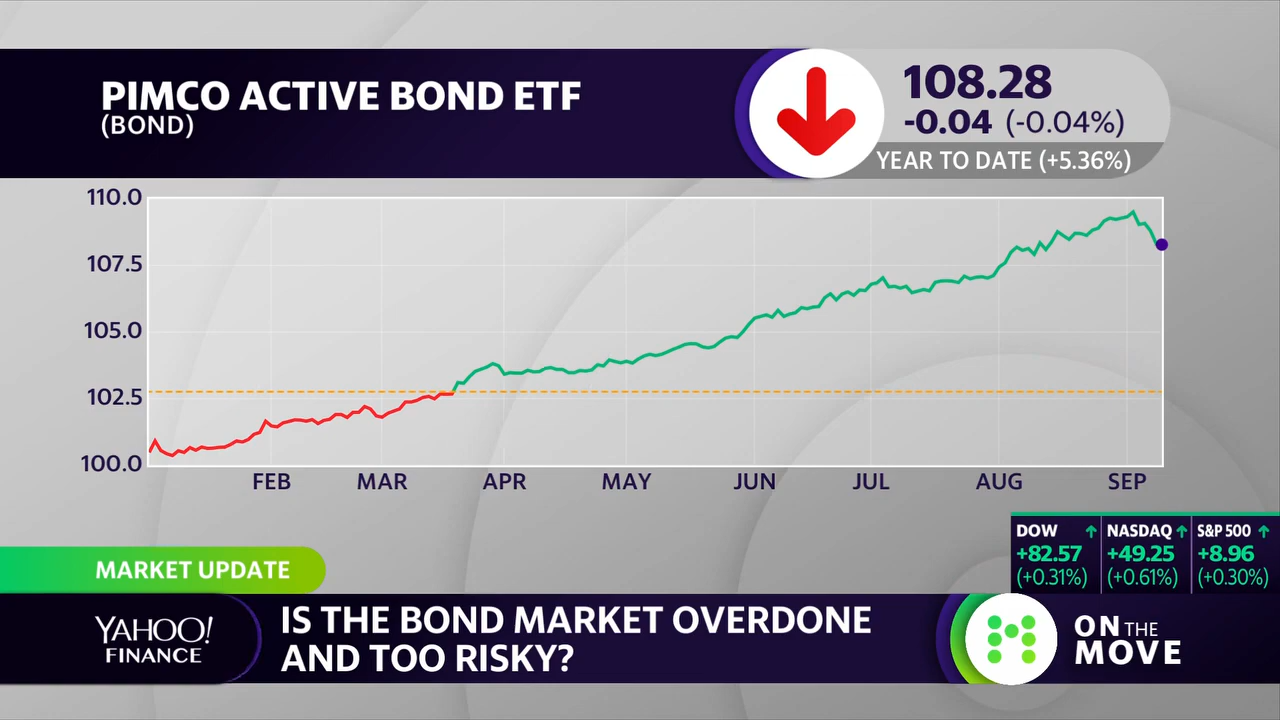 PIMCO ACTIVE BOND ETF
(BOND)
108.28
-0.04 (-0.04%)
YEAR TO DATE (+5.36%)
110.0
107.5
105.0
102.5
100.0
FEB MAR APR MAY JUN JUL AUG SEP
DOW NASDAQ S&P 500
+82.57 +49.25 +8.96
(+0.31%) (+0.61%) (+0.30%)
MARKET UPDATE
YAHOO!
FINANCE
IS THE BOND MARKET OVERDONE
AND TOO RISKY?
ON THE
MOVE